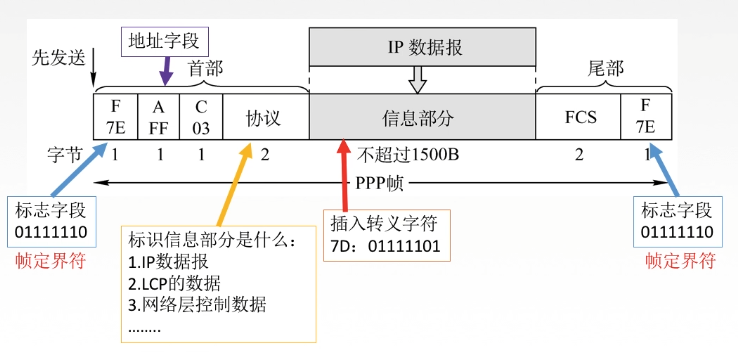 地址字段
IP 数据报
先发送
首部
尾部
F
7E
A
FF
C
03
协议
信息部分
FCS
F
7E
字节
1
1
1
2
不超过1500B
2
1
PPP帧
标志字段
01111110
帧定界符
标识信息部分是什么：
1.IP数据报
2.LCP的数据
3.网络层控制数据
........
插入转义字符
7D：01111101
标志字段
01111110
帧定界符